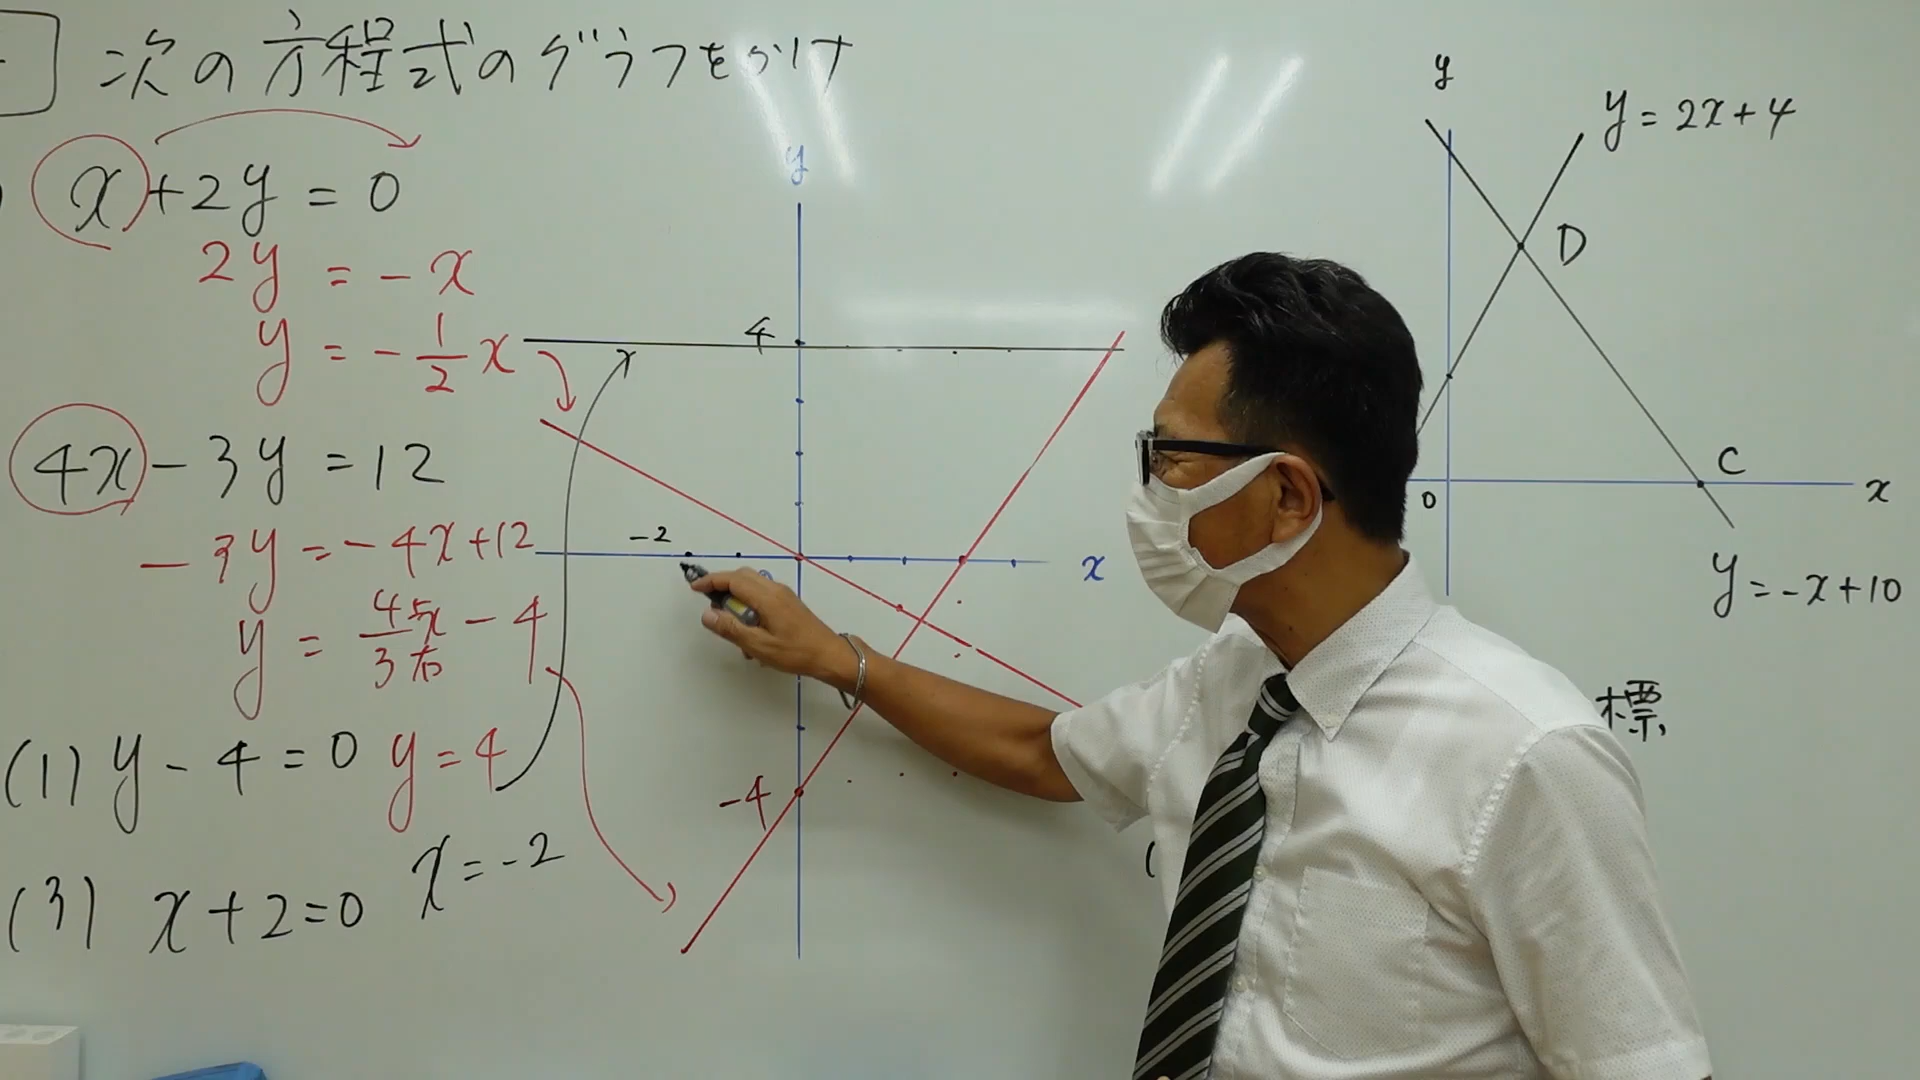 次の方程式のグラフをかけ
x+2y=0
2y=-x
y=-1/2x
4x-3y=12
-3y=-4x+12
y=4/3x-4
(1) y-4=0 y=4
(3) x+2=0 x=-2
y
4
-2
x
-4
y
y=2x+4
D
C
0
x
y=-x+10
標